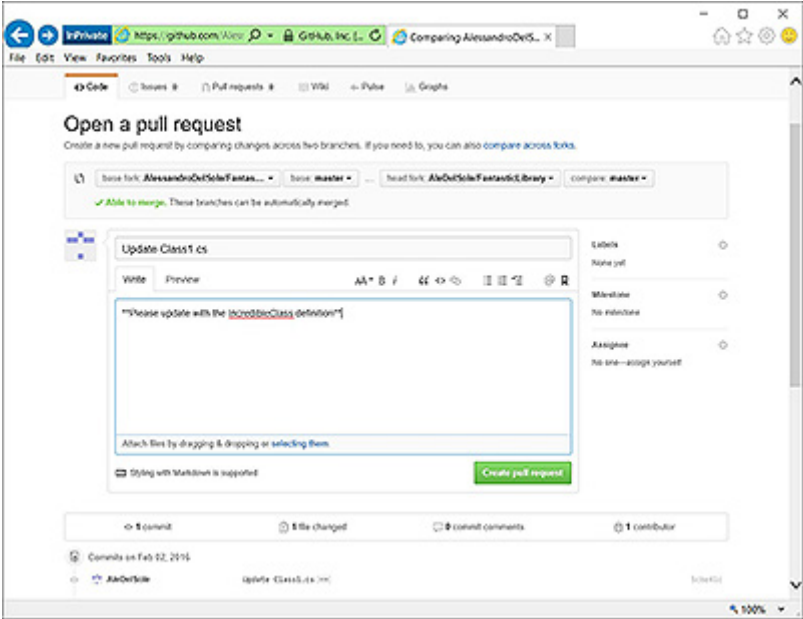 InPrivate https://github.com/Aless GitHub, Inc. [... Comparing AlessandroDelS...
File Edit View Favorites Tools Help
Code Issues 0 Pull requests 0 Wiki Pulse Graphs
Open a pull request
Create a new pull request by comparing changes across two branches. If you need to, you can also compare across forks.
base fork: AlessandroDelSole/Fantas... base: master ... head fork: AleDelSole/FantasticLibrary compare: master
Able to merge. These branches can be automatically merged.
Update Class1.cs
Labels
None yet
Write Preview AA B i
Milestone
No milestone
**Please update with the IncredibleClass definition**
Assignee
No one—assign yourself
Attach files by dragging & dropping or selecting them.
Styling with Markdown is supported
Create pull request
1 commit 1 file changed 0 commit comments 1 contributor
Commits on Feb 02, 2016
AleDelSole Update Class1.cs
100%